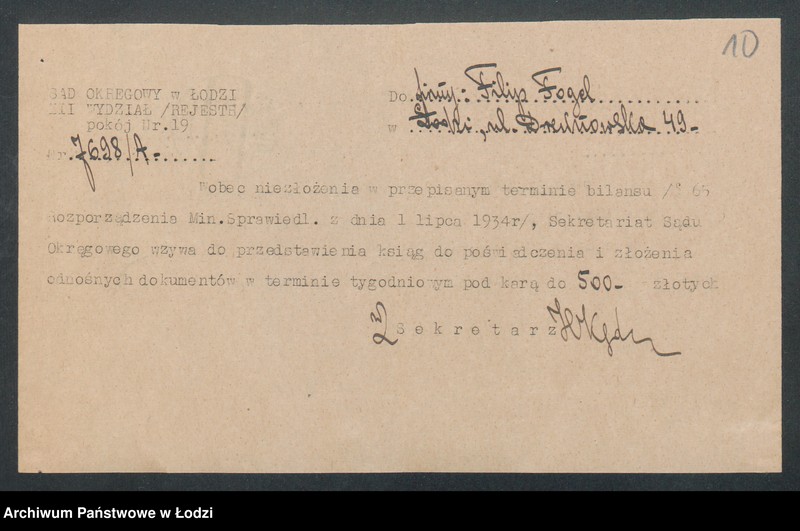 10
SĄD OKRĘGOWY w ŁODZI
WYDZIAŁ /REJESTR/
pokój Nr.19
Nr. 7698/A-
Do firmy: Filip Fogel
w Łodzi, ul. Drewnowska 49-
Wobec niezłożenia w przepisanym terminie bilansu /§ 65
rozporządzenia Min.Sprawiedl. z dnia 1 lipca 1934r/, Sekretariat Sądu
Okręgowego wzywa do przedstawienia ksiąg do poświadczenia i złożenia
odnośnych dokumentów w terminie tygodniowym pod karą do 500- złotych
Sekretarz
Archiwum Państwowe w Łodzi